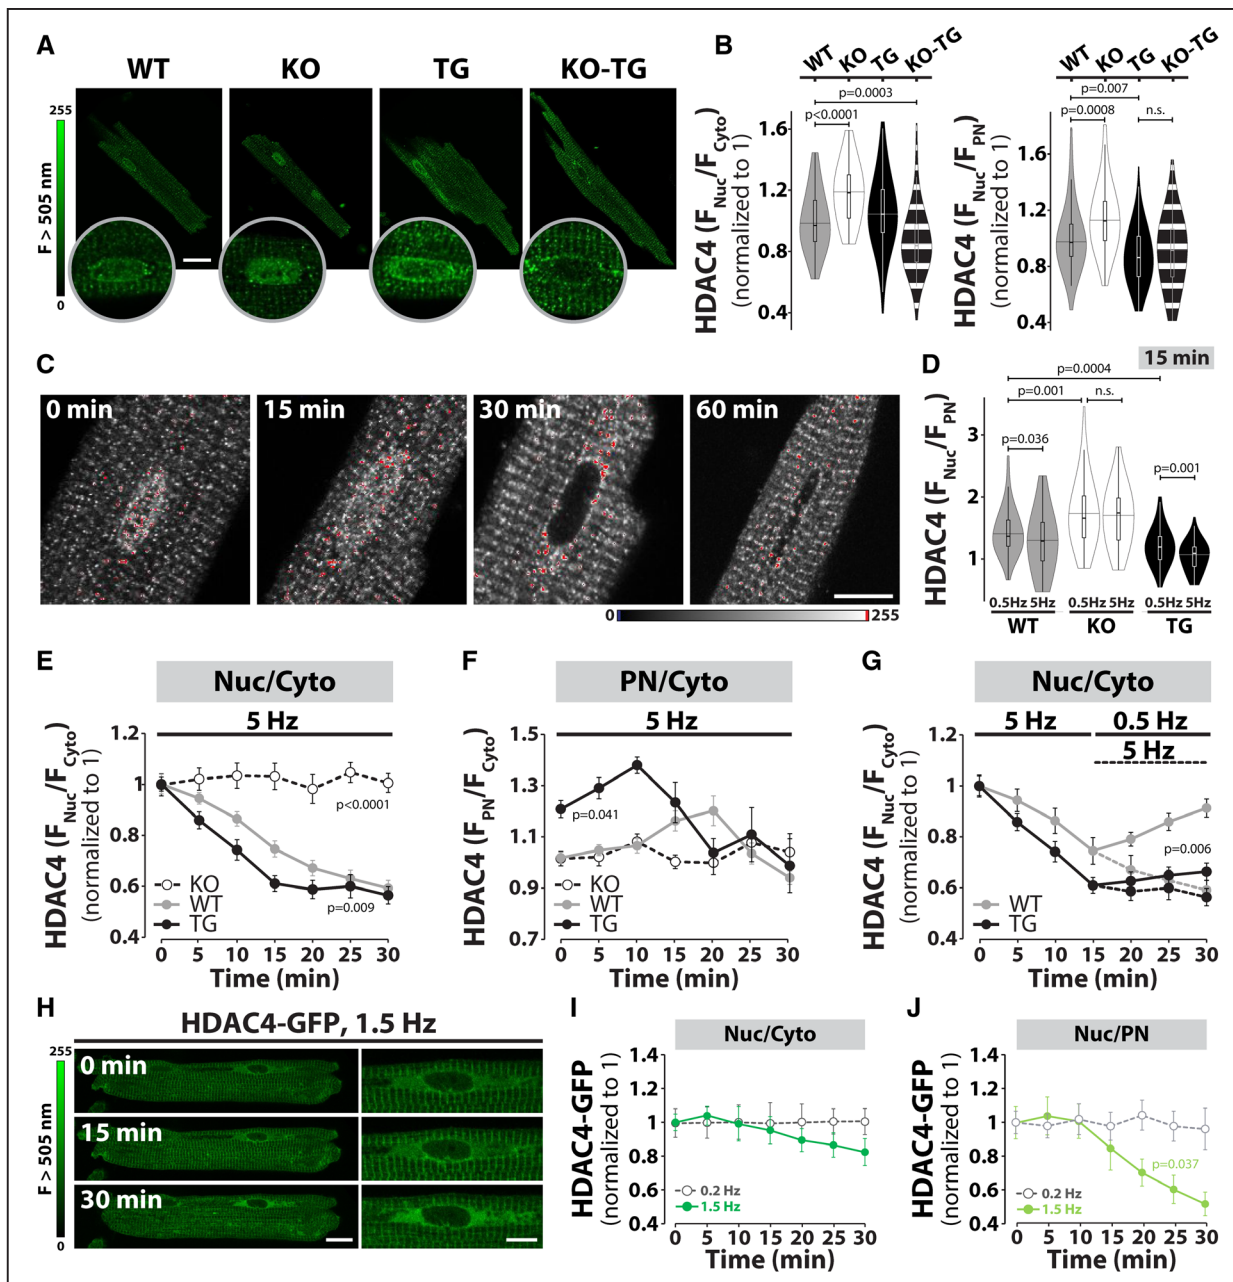 A
WT
KO
TG
KO-TG
255
F > 505 nm
0
B
WT
KO
TG
KO-TG
p=0.0003
p<0.0001
HDAC4 (FNuc/FCyto)
(normalized to 1)
1.6
1.2
0.8
0.4
WT
KO
TG
KO-TG
p=0.007
p=0.0008
n.s.
HDAC4 (FNuc/FPN)
(normalized to 1)
1.6
1.2
0.8
0.4
C
0 min
15 min
30 min
60 min
0
255
D
15 min
p=0.0004
p=0.001
n.s.
p=0.036
p=0.001
HDAC4 (FNuc/FPN)
3
2
1
0.5Hz 5Hz
0.5Hz 5Hz
0.5Hz 5Hz
WT
KO
TG
E
Nuc/Cyto
5 Hz
HDAC4 (FNuc/FCyto)
(normalized to 1)
1.2
1
0.8
0.6
0.4
p<0.0001
KO
WT
TG
p=0.009
0 5 10 15 20 25 30
Time (min)
F
PN/Cyto
5 Hz
HDAC4 (FPN/FCyto)
(normalized to 1)
1.5
1.3
1.1
0.9
0.7
p=0.041
KO
WT
TG
0 5 10 15 20 25 30
Time (min)
G
Nuc/Cyto
5 Hz
0.5 Hz
5 Hz
HDAC4 (FNuc/FCyto)
(normalized to 1)
1.2
1
0.8
0.6
0.4
p=0.006
WT
TG
0 5 10 15 20 25 30
Time (min)
H
HDAC4-GFP, 1.5 Hz
255
F > 505 nm
0
0 min
15 min
30 min
I
Nuc/Cyto
HDAC4-GFP
(normalized to 1)
1.4
1.2
1
0.8
0.6
0.4
0.2 Hz
1.5 Hz
0 5 10 15 20 25 30
Time (min)
J
Nuc/PN
HDAC4-GFP
(normalized to 1)
1.4
1.2
1
0.8
0.6
0.4
p=0.037
0.2 Hz
1.5 Hz
0 5 10 15 20 25 30
Time (min)